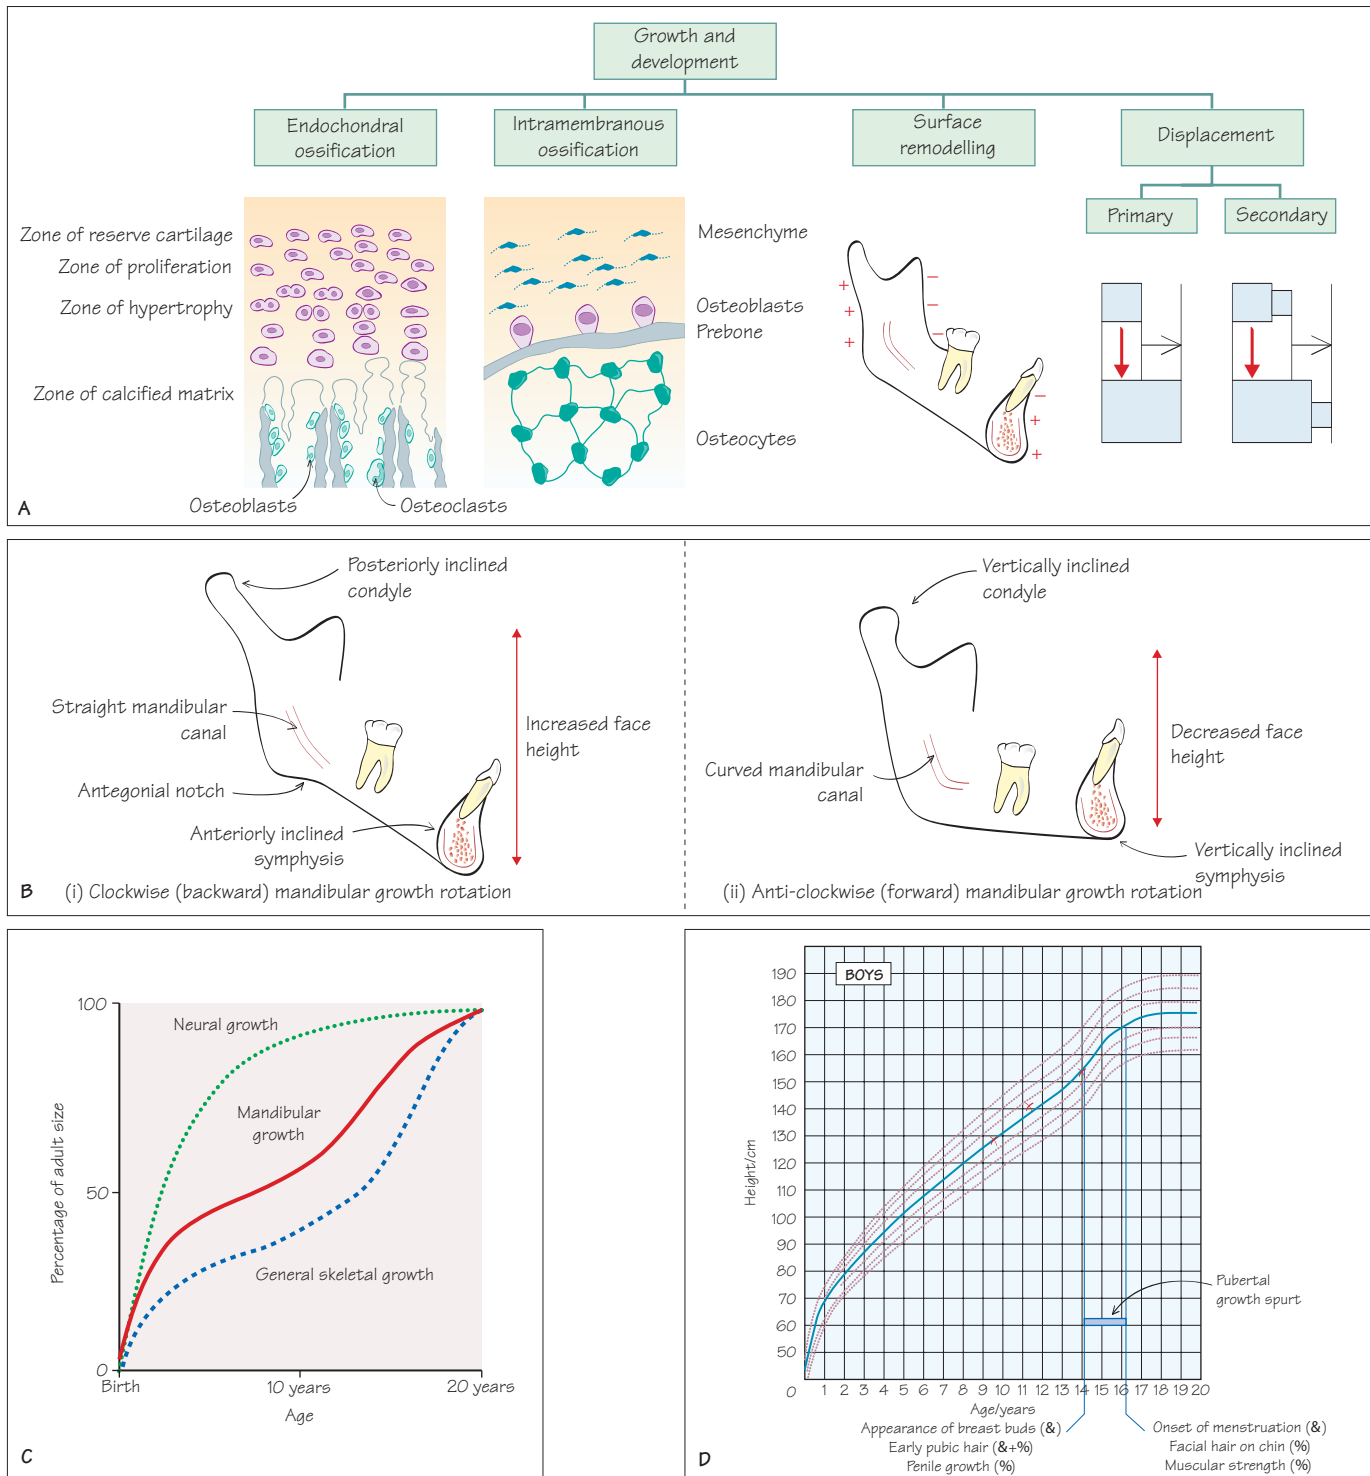 Growth and
development
Endochondral
ossification
Intramembranous
ossification
Surface
remodelling
Displacement
Primary
Secondary
Zone of reserve cartilage
Zone of proliferation
Zone of hypertrophy
Zone of calcified matrix
Osteoblasts
Osteoclasts
Mesenchyme
Osteoblasts
Prebone
Osteocytes
+
+
+
−
−
−
−
+
+
A
Posteriorly inclined
condyle
Straight mandibular
canal
Antegonial notch
Anteriorly inclined
symphysis
Increased face
height
B (i) Clockwise (backward) mandibular growth rotation
Vertically inclined
condyle
Curved mandibular
canal
Decreased face
height
Vertically inclined
symphysis
(ii) Anti-clockwise (forward) mandibular growth rotation
Percentage of adult size
100
50
0
Neural growth
Mandibular
growth
General skeletal growth
Birth 10 years 20 years
Age
C
BOYS
Height/cm
190
180
170
160
150
140
130
120
110
100
90
80
70
60
50
0 1 2 3 4 5 6 7 8 9 10 11 12 13 14 15 16 17 18 19 20
Age/years
Pubertal
growth spurt
Appearance of breast buds (&)
Early pubic hair (&+%)
Penile growth (%)
Onset of menstruation (&)
Facial hair on chin (%)
Muscular strength (%)
D